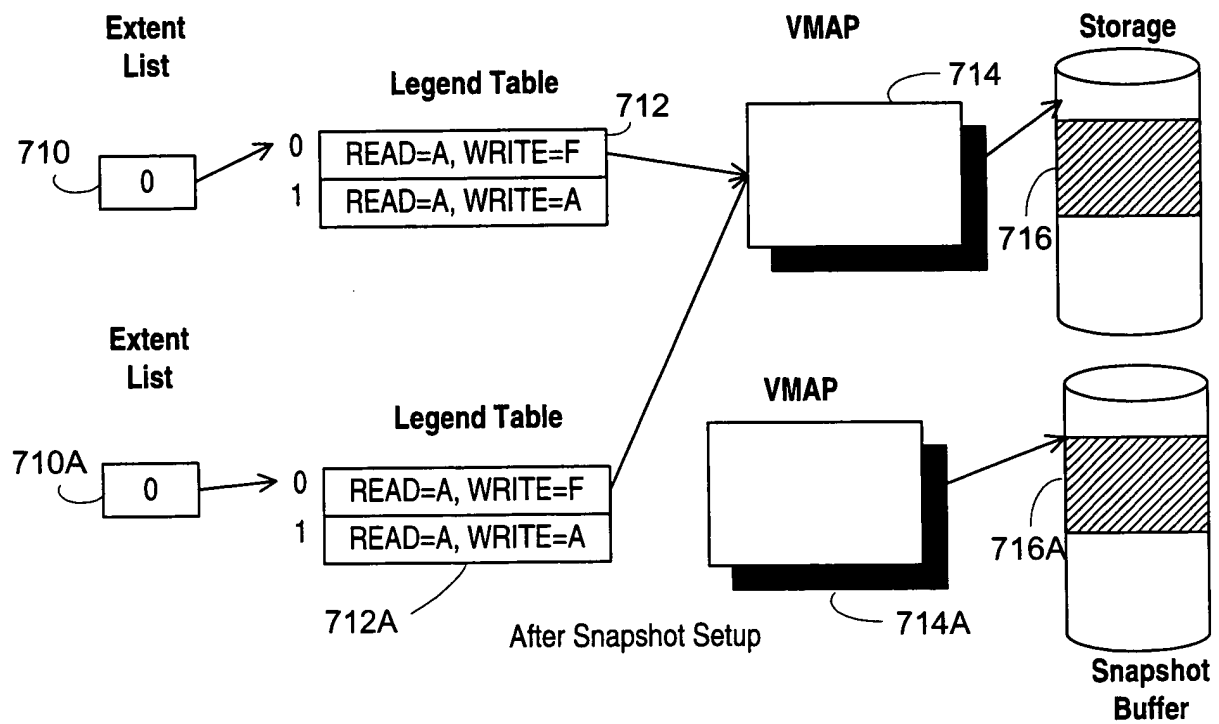 Extent
List
Legend Table
VMAP
Storage
710
0
0
READ=A, WRITE=F
1
READ=A, WRITE=A
712
714
716
Extent
List
Legend Table
VMAP
710A
0
0
READ=A, WRITE=F
1
READ=A, WRITE=A
712A
714A
716A
After Snapshot Setup
Snapshot
Buffer